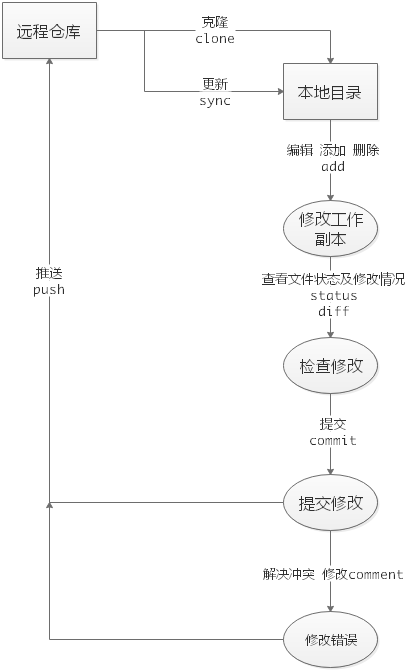 远程仓库
克隆
clone
更新
sync
本地目录
编辑 添加 删除
add
修改工作
副本
查看文件状态及修改情况
status
diff
推送
push
检查修改
提交
commit
提交修改
解决冲突 修改comment
修改错误